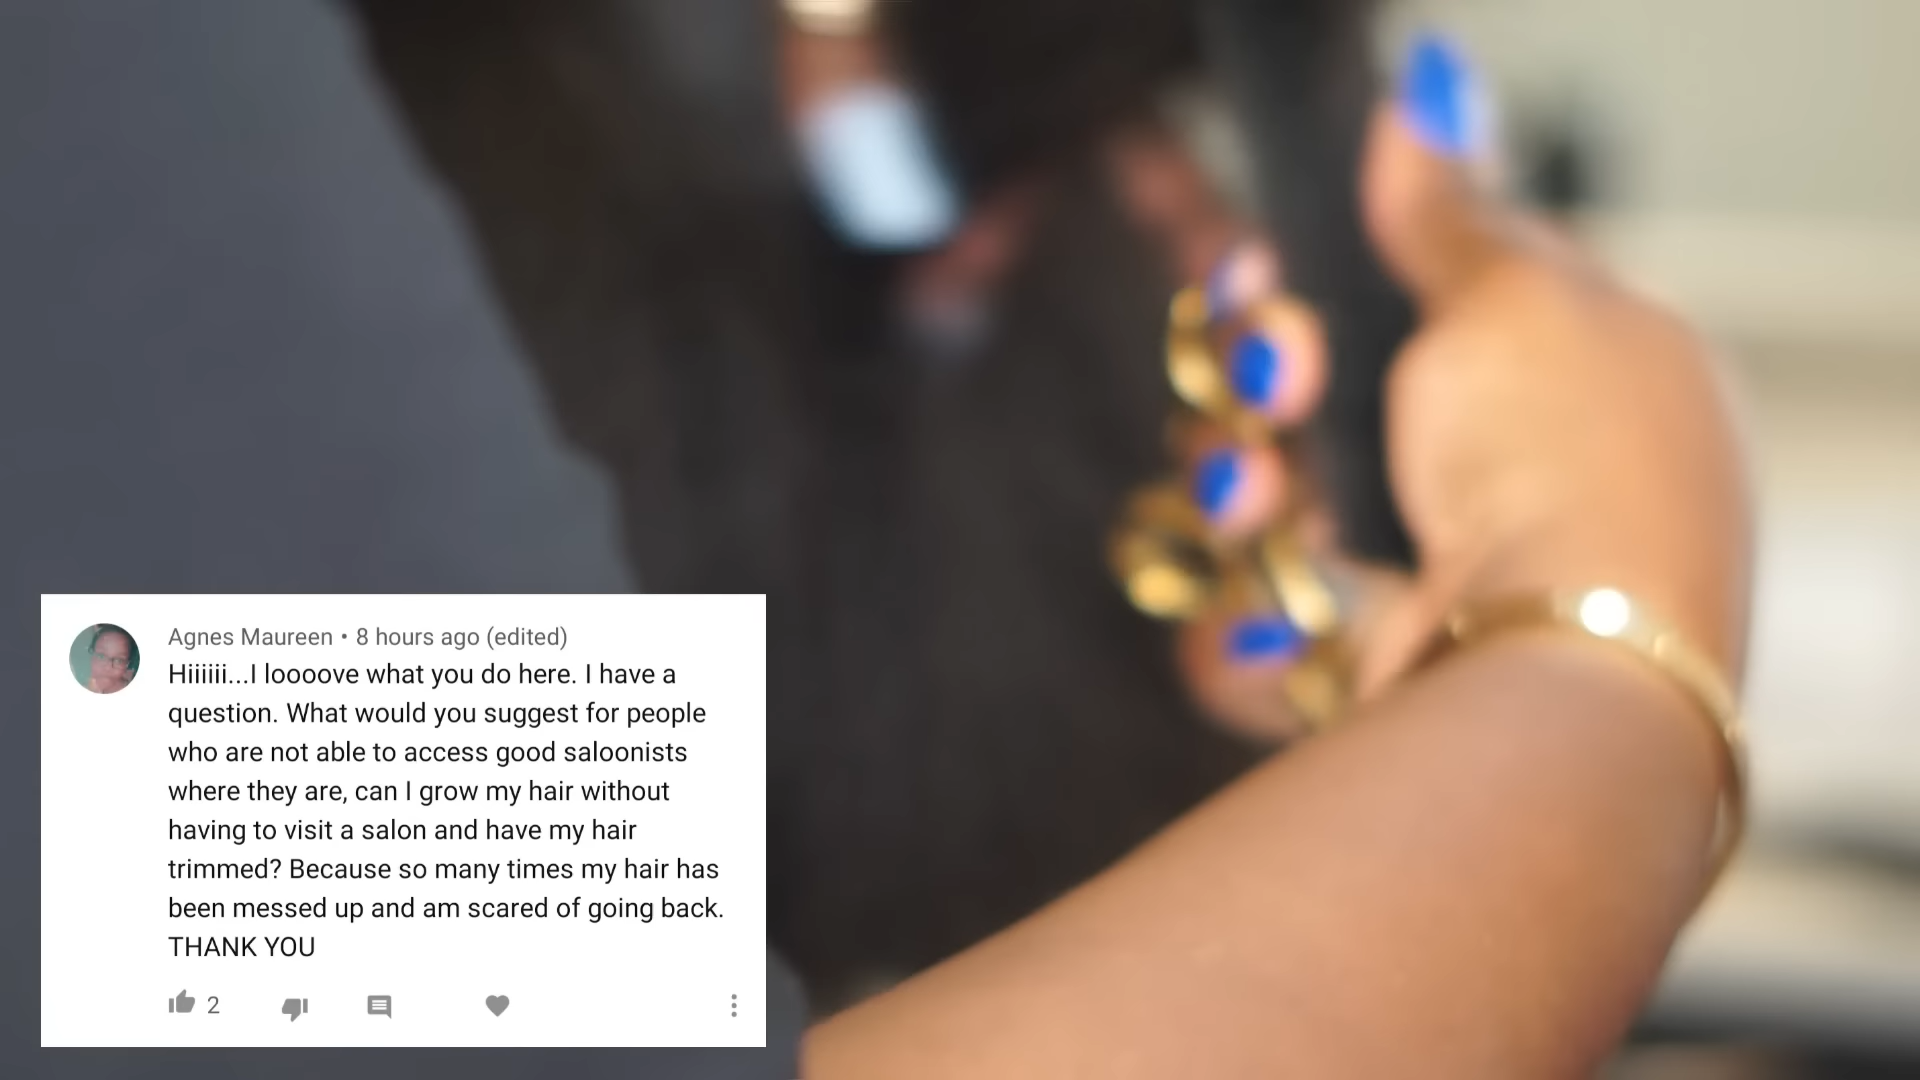 Agnes Maureen • 8 hours ago (edited)
Hiiiiii...I loooove what you do here. I have a
question. What would you suggest for people
who are not able to access good saloonists
where they are, can I grow my hair without
having to visit a salon and have my hair
trimmed? Because so many times my hair has
been messed up and am scared of going back.
THANK YOU
2